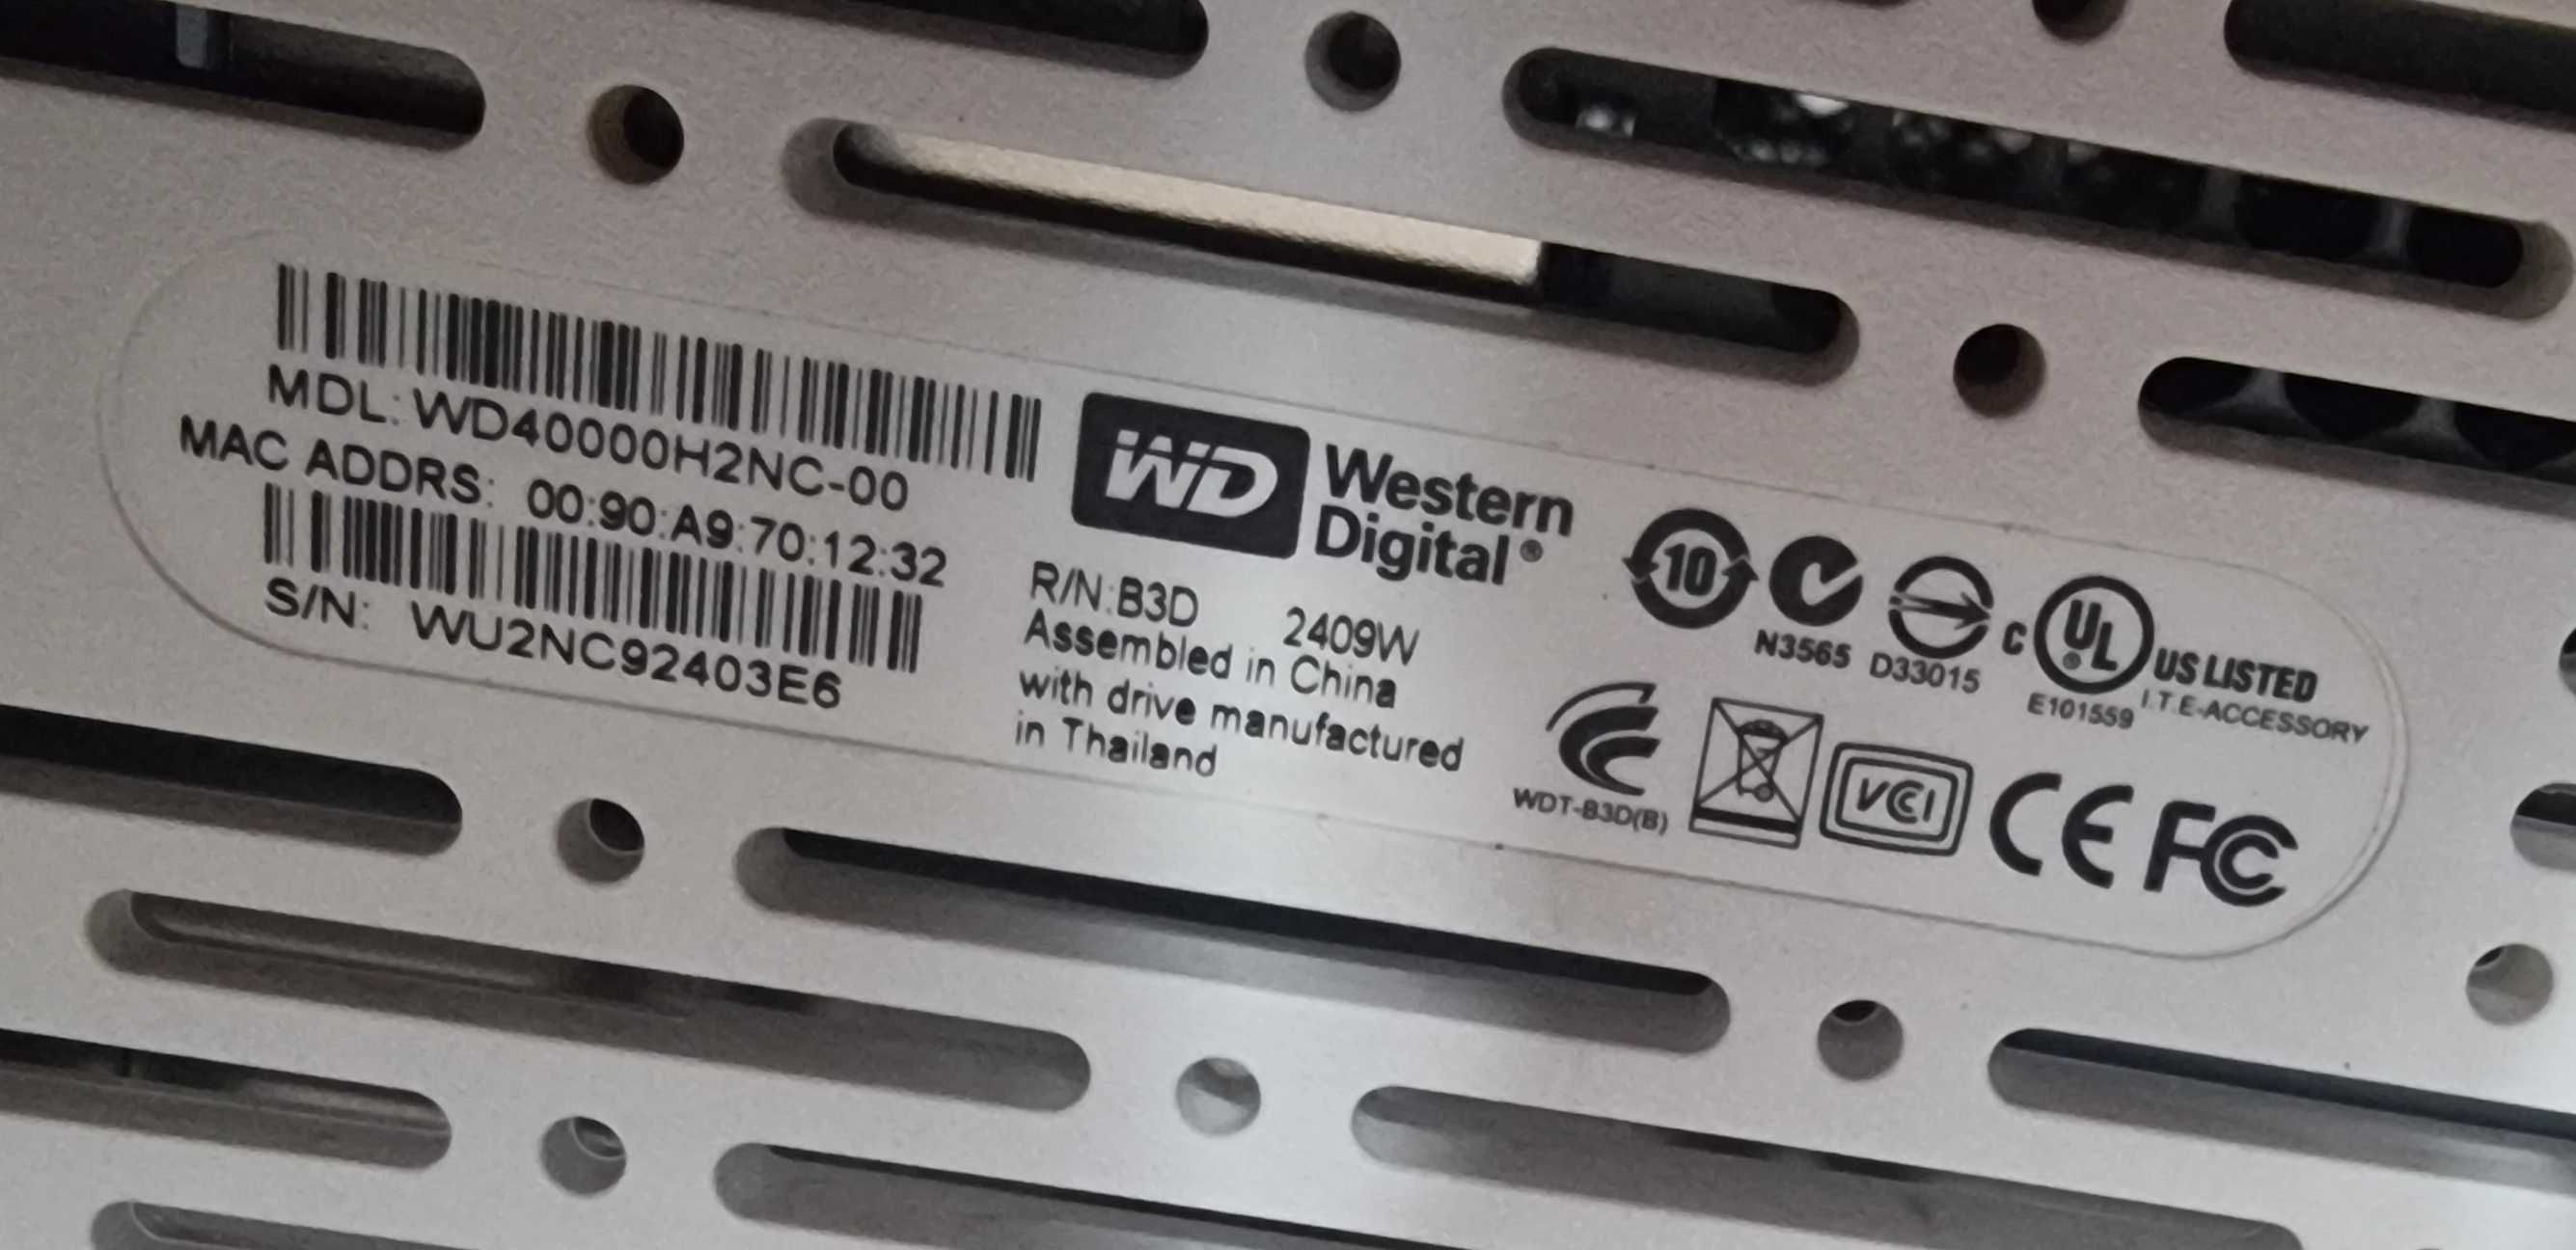 MDL: WD40000H2NC-00
MAC ADDRS: 00:90:A9:70:12:32
S/N: WU2NC92403E6
WD Western
Digital®
R/N:B3D 2409W
Assembled in China
with drive manufactured
in Thailand
10
N3565 D33015
C UL® US LISTED
E101559 I.T.E-ACCESSORY
WDT-B3D(B)
VCCI
CE FC